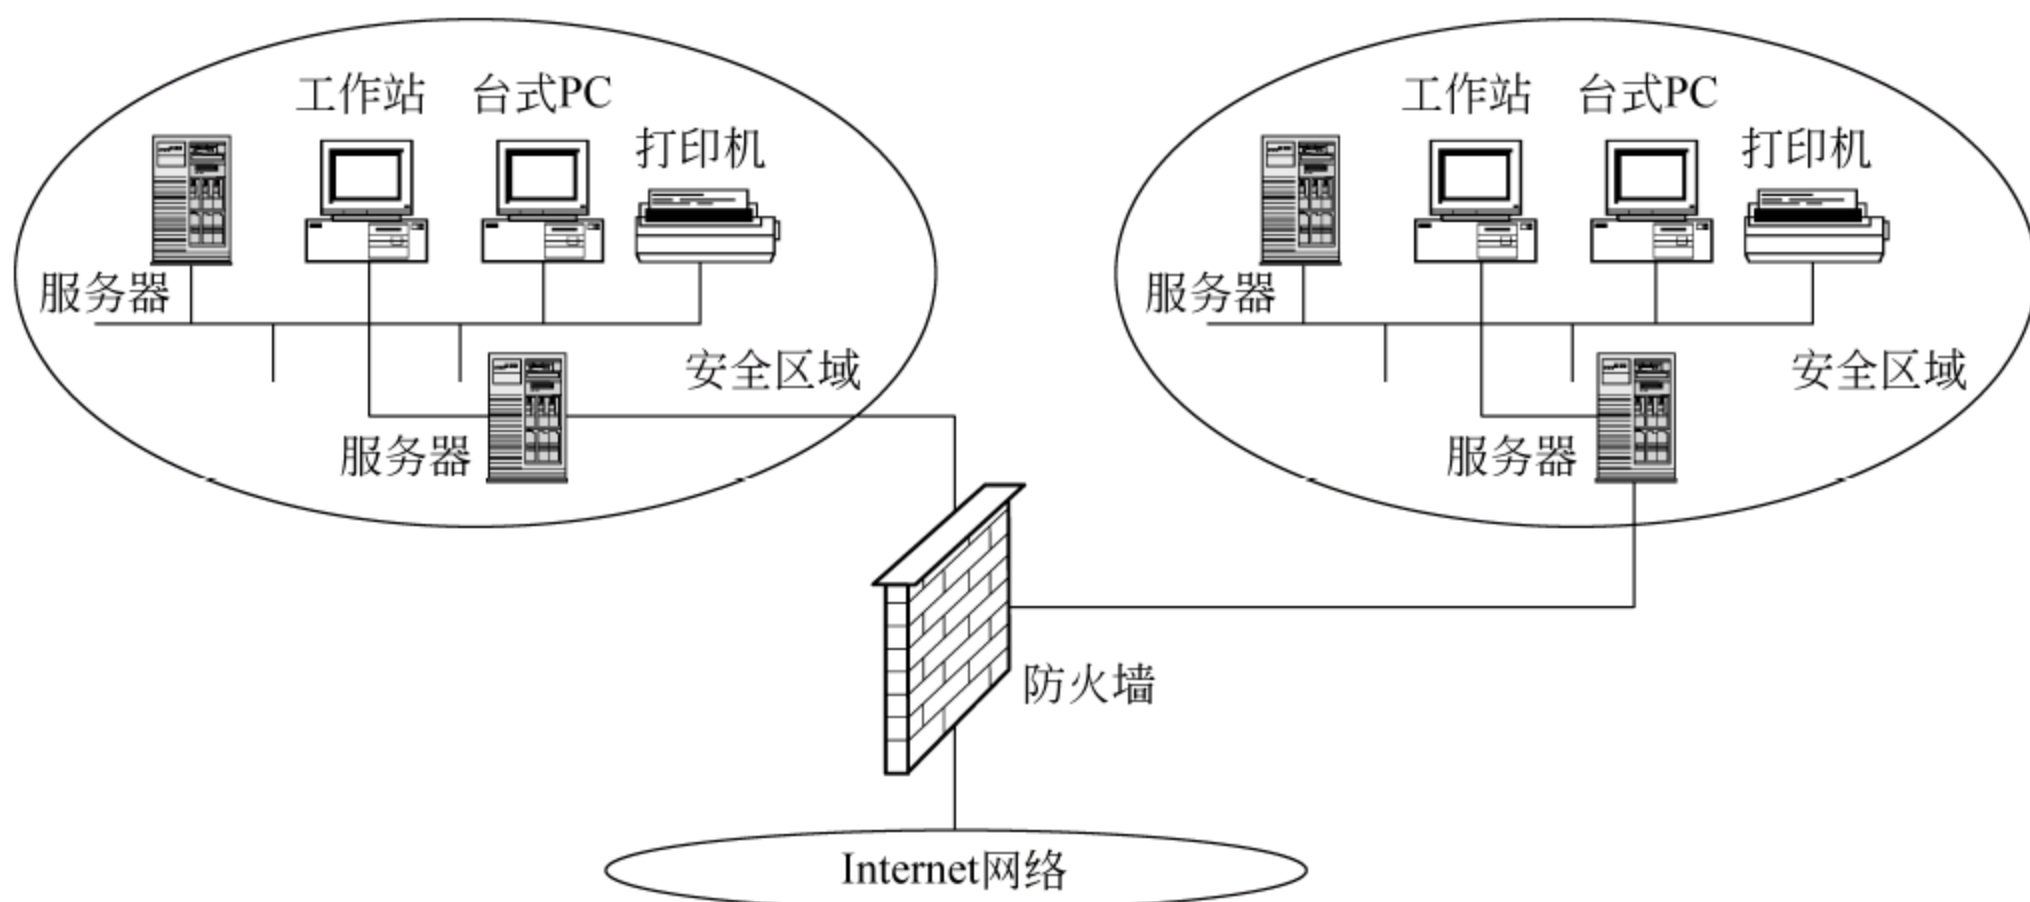 工作站
台式PC
打印机
服务器
安全区域
服务器
工作站
台式PC
打印机
服务器
安全区域
服务器
防火墙
Internet网络